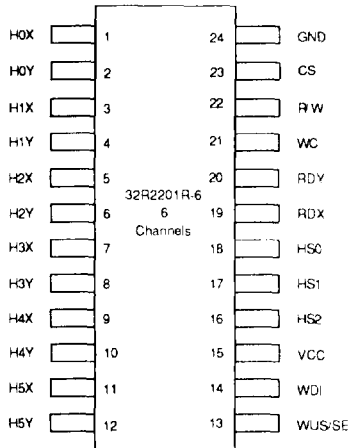 H0X 1 24 GND
H0Y 2 23 CS
H1X 3 22 R/W
H1Y 4 21 WC
H2X 5 20 RDY
32R2201R-6
H2Y 6 6 19 RDX
Channels
H3X 7 18 HS0
H3Y 8 17 HS1
H4X 9 16 HS2
H4Y 10 15 VCC
H5X 11 14 WDI
H5Y 12 13 WUS/SE